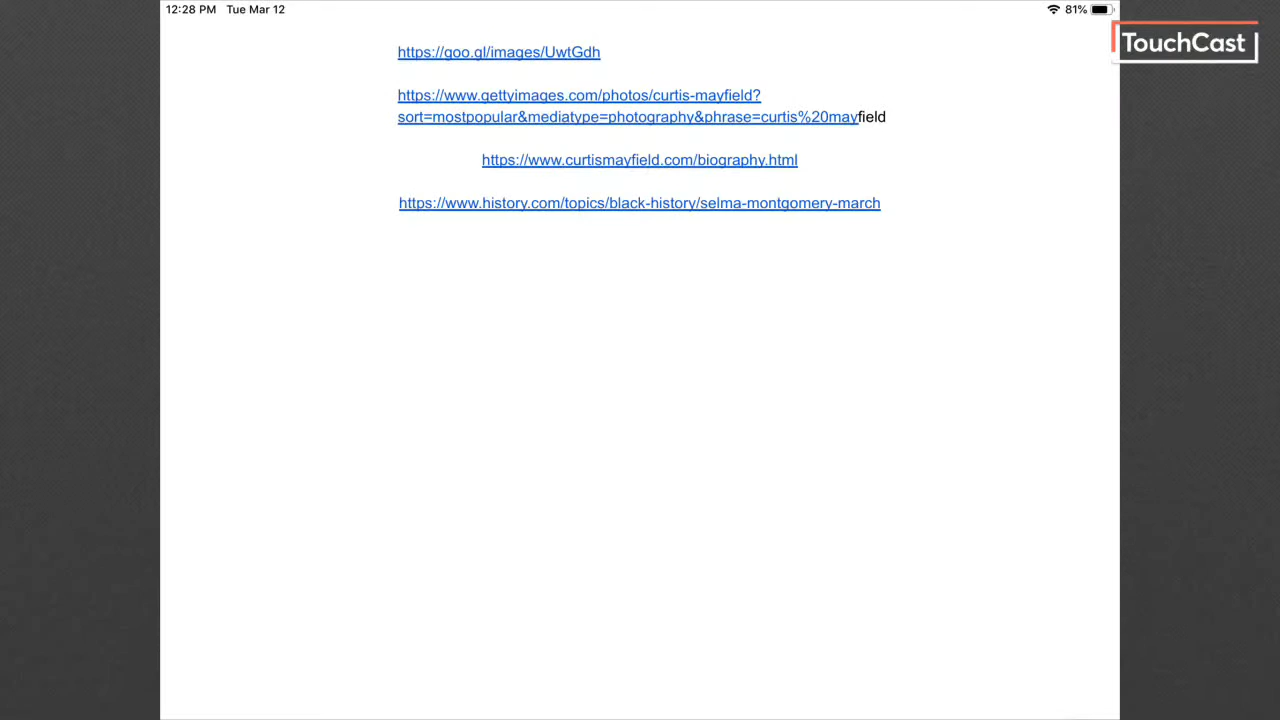 12:28 PM Tue Mar 12 81%
TouchCast
https://goo.gl/images/UwtGdh
https://www.gettyimages.com/photos/curtis-mayfield?
sort=mostpopular&mediatype=photography&phrase=curtis%20mayfield
https://www.curtismayfield.com/biography.html
https://www.history.com/topics/black-history/selma-montgomery-march